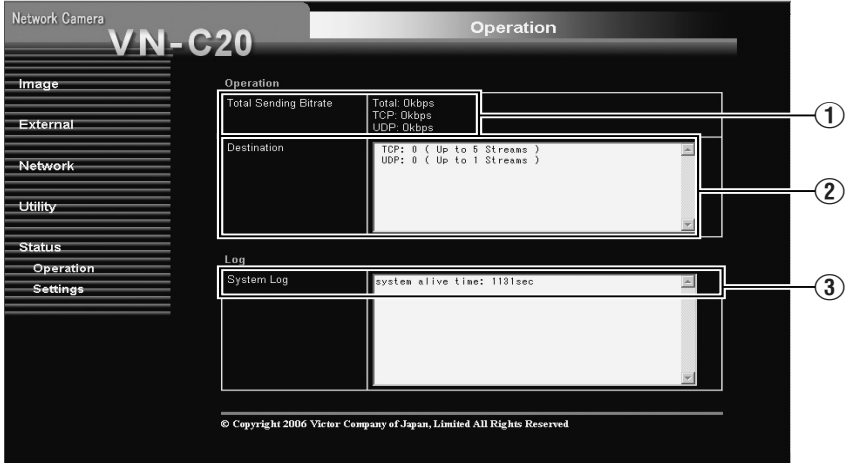 Network Camera
VN-C20
Operation
Image
External
Network
Utility
Status
Operation
Settings
Operation
Total Sending Bitrate
Total: 0kbps
TCP: 0kbps
UDP: 0kbps
1
Destination
TCP: 0 ( Up to 5 Streams )
UDP: 0 ( Up to 1 Streams )
2
Log
System Log
system alive time: 1131sec
3
© Copyright 2006 Victor Company of Japan, Limited All Rights Reserved